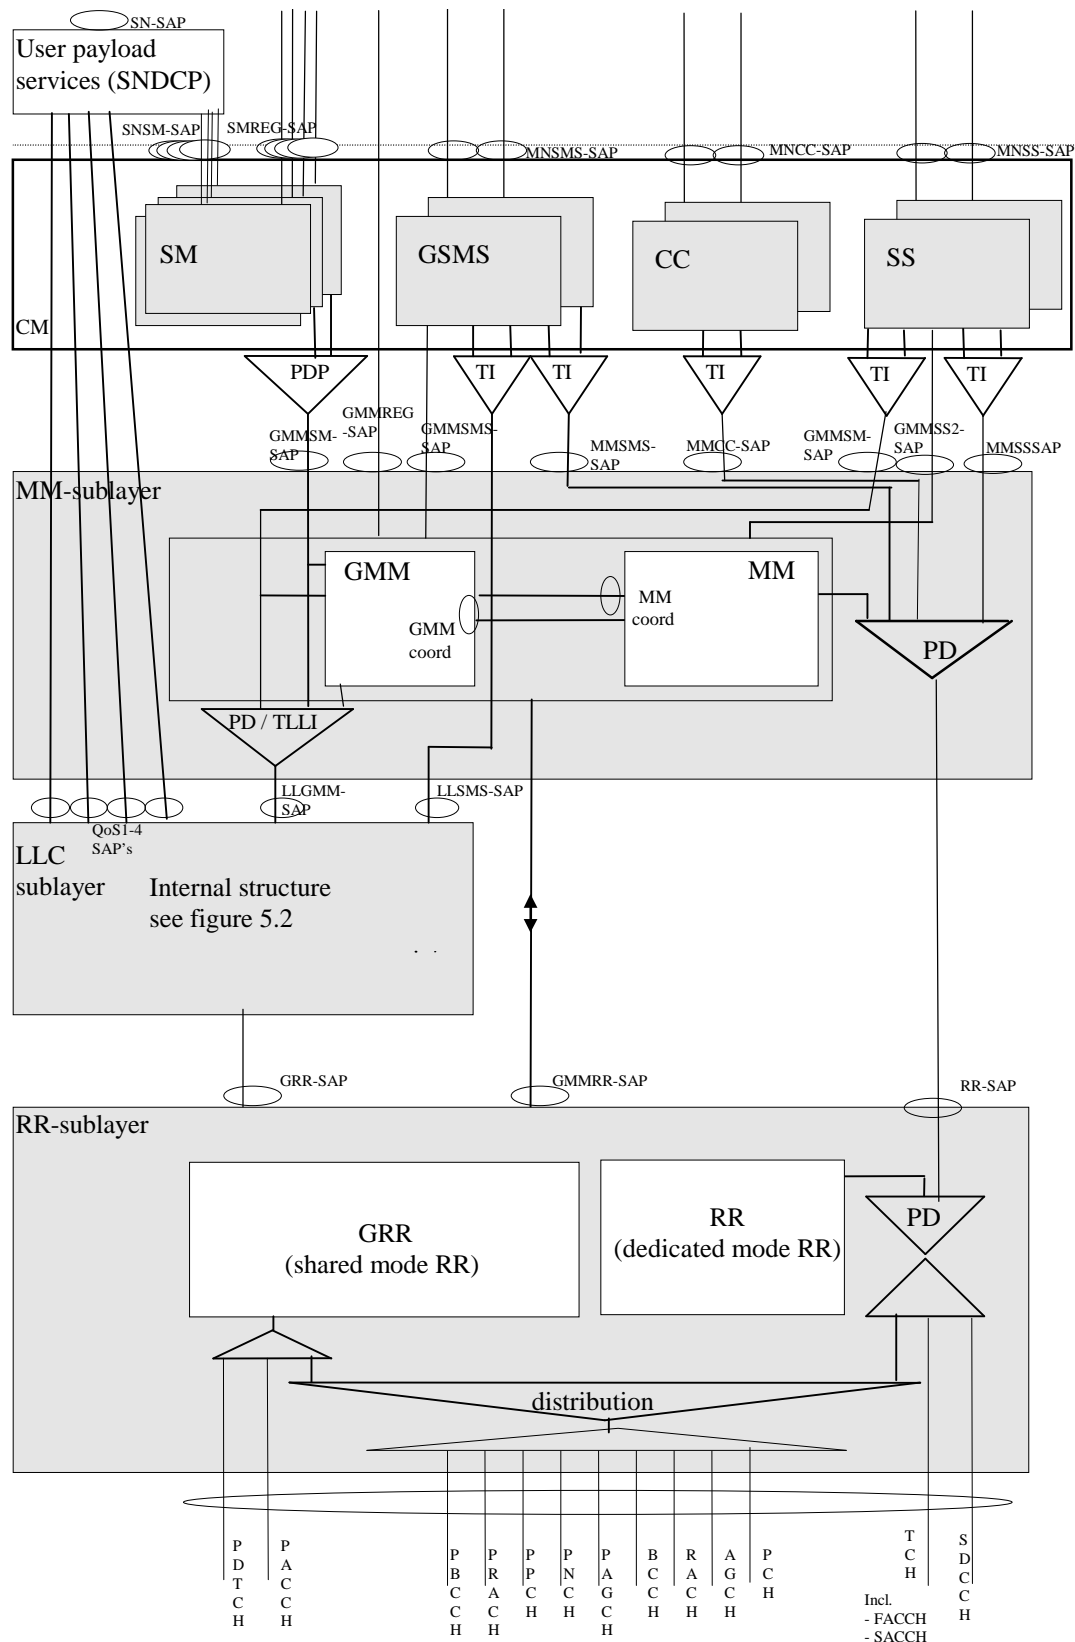 SN-SAP
User payload
services (SNDCP)
SNSM-SAP
SMREG-SAP
MNSMS-SAP
MNCC-SAP
MNSS-SAP
SM
GSMS
CC
SS
CM
PDP
TI
TI
TI
TI
TI
GMMSM-
SAP
GMMREG
-SAP
GMMSMS-
SAP
MMSMS-
SAP
MMCC-SAP
GMMSM-
SAP
GMMSS2-
SAP
MMSSSAP
MM-sublayer
GMM
GMM
coord
MM
coord
MM
PD
PD / TLLI
LLGMM-
SAP
LLSMS-SAP
QoS1-4
SAP's
LLC
sublayer
Internal structure
see figure 5.2
GRR-SAP
GMMRR-SAP
RR-SAP
RR-sublayer
GRR
(shared mode RR)
RR
(dedicated mode RR)
PD
distribution
PDTCH
PACCH
PBCCH
PRACH
PPCH
PNCH
PAGCH
BCCH
RACH
AGCH
PCH
TCH
SDCCH
Incl.
- FACCH
- SACCH